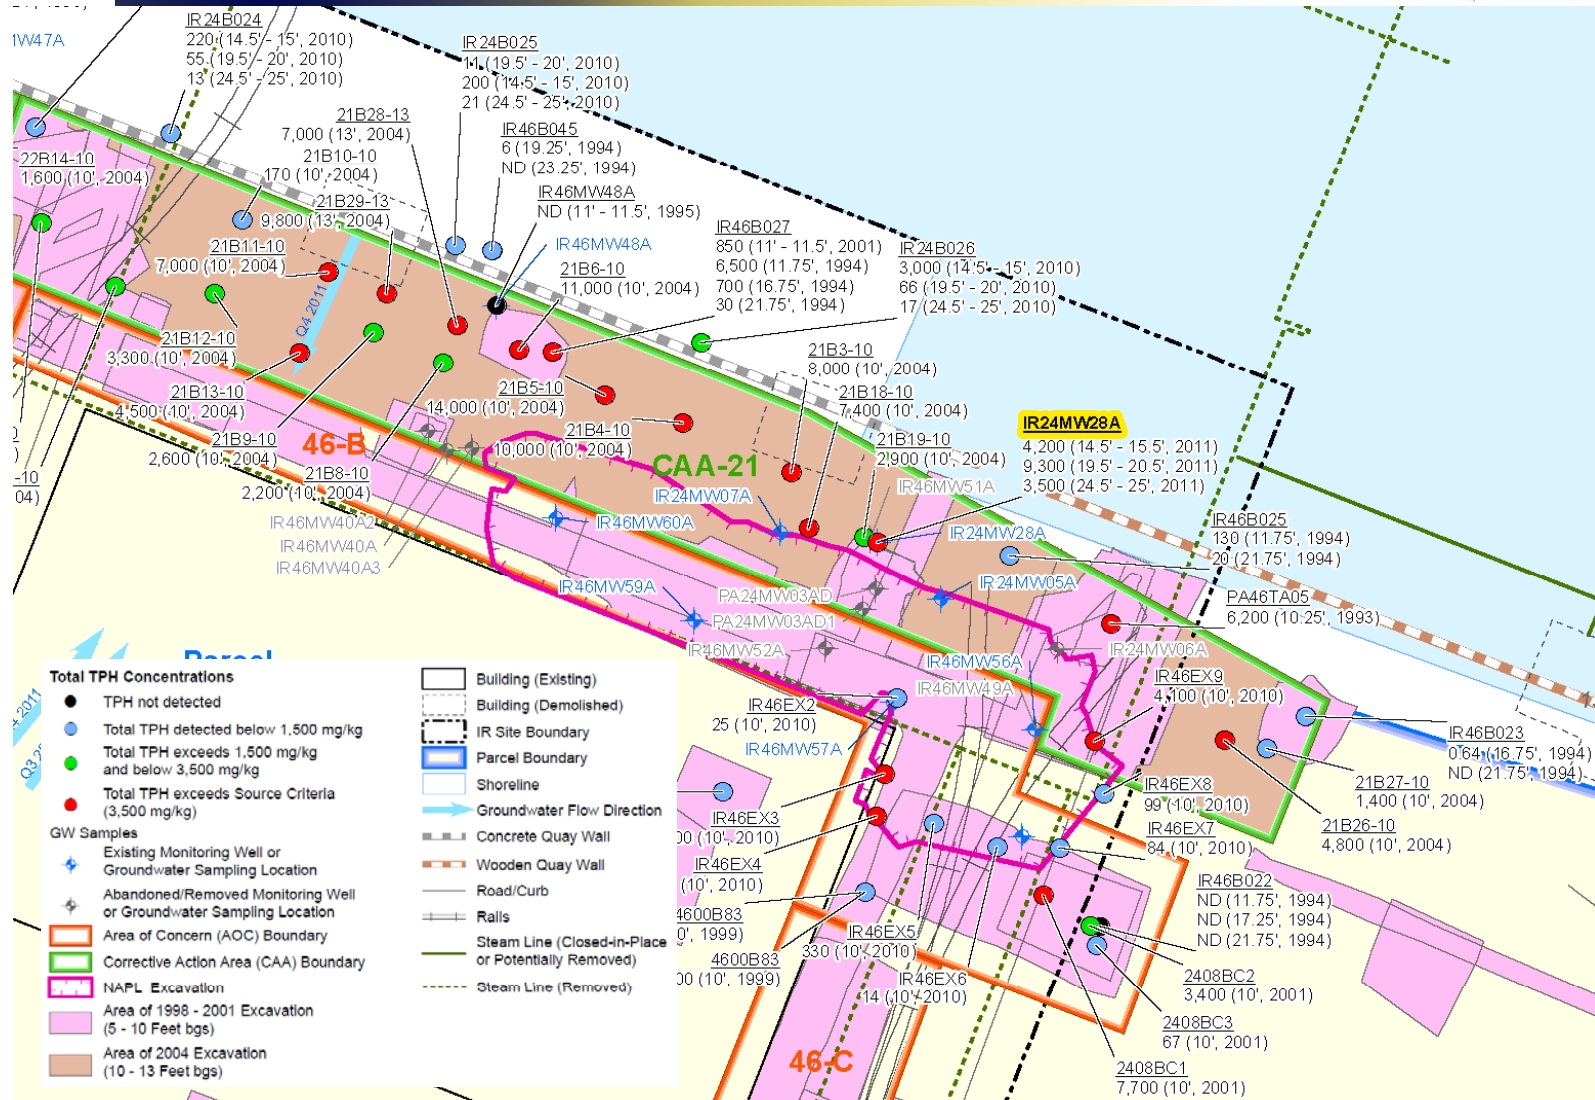 IR24B024
220 (14.5' - 15', 2010)
55 (19.5' - 20', 2010)
13 (24.5' - 25', 2010)
IR24B025
11 (19.5' - 20', 2010)
200 (14.5' - 15', 2010)
21 (24.5' - 25', 2010)
21B28-13
7,000 (13', 2004)
IR46B045
6 (19.25', 1994)
ND (23.25', 1994)
22B14-10
1,600 (10', 2004)
21B10-10
170 (10', 2004)
IR46MW48A
ND (11' - 11.5', 1995)
21B29-13
9,800 (13', 2004)
IR46MW48A
IR46B027
850 (11' - 11.5', 2001)
6,500 (11.75', 1994)
700 (16.75', 1994)
30 (21.75', 1994)
IR24B026
3,000 (14.5' - 15', 2010)
66 (19.5' - 20', 2010)
17 (24.5' - 25', 2010)
21B11-10
7,000 (10', 2004)
21B6-10
11,000 (10', 2004)
Q4 2011
21B12-10
3,300 (10', 2004)
21B3-10
8,000 (10', 2004)
21B13-10
4,500 (10', 2004)
21B5-10
14,000 (10', 2004)
21B18-10
7,400 (10', 2004)
IR24MW28A
4,200 (14.5' - 15.5', 2011)
9,300 (19.5' - 20.5', 2011)
3,500 (24.5' - 25', 2011)
21B9-10
2,600 (10', 2004)
46-B
21B4-10
10,000 (10', 2004)
21B19-10
2,900 (10', 2004)
21B8-10
2,200 (10', 2004)
CAA-21
IR46MW51A
IR24MW07A
IR46MW40A2
IR46MW60A
IR24MW28A
IR46B025
130 (11.75', 1994)
20 (21.75', 1994)
IR46MW40A
IR46MW40A3
IR46MW59A
PA24MW03AD
IR24MW05A
PA46TA05
6,200 (10.25', 1993)
PA24MW03AD1
IR46MW52A
IR46MW56A
IR24MW06A
IR46MW49A
IR46EX9
4,100 (10', 2010)
IR46EX2
25 (10', 2010)
IR46MW57A
IR46B023
0.64 (16.75', 1994)
ND (21.75', 1994)
IR46EX8
99 (10', 2010)
21B27-10
1,400 (10', 2004)
IR46EX3
IR46EX7
84 (10', 2010)
21B26-10
4,800 (10', 2004)
IR46EX4
(10', 2010)
IR46B022
ND (11.75', 1994)
ND (17.25', 1994)
ND (21.75', 1994)
IR46EX5
330 (10', 2010)
4600B83
IR46EX6
14 (10', 2010)
2408BC2
3,400 (10', 2001)
2408BC3
67 (10', 2001)
46-C
2408BC1
7,700 (10', 2001)
Total TPH Concentrations
TPH not detected
Total TPH detected below 1,500 mg/kg
Total TPH exceeds 1,500 mg/kg
and below 3,500 mg/kg
Total TPH exceeds Source Criteria
(3,500 mg/kg)
GW Samples
Existing Monitoring Well or
Groundwater Sampling Location
Abandoned/Removed Monitoring Well
or Groundwater Sampling Location
Area of Concern (AOC) Boundary
Corrective Action Area (CAA) Boundary
NAPL Excavation
Area of 1998 - 2001 Excavation
(5 - 10 Feet bgs)
Area of 2004 Excavation
(10 - 13 Feet bgs)
Building (Existing)
Building (Demolished)
IR Site Boundary
Parcel Boundary
Shoreline
Groundwater Flow Direction
Concrete Quay Wall
Wooden Quay Wall
Road/Curb
Rails
Steam Line (Closed-in-Place
or Potentially Removed)
Steam Line (Removed)